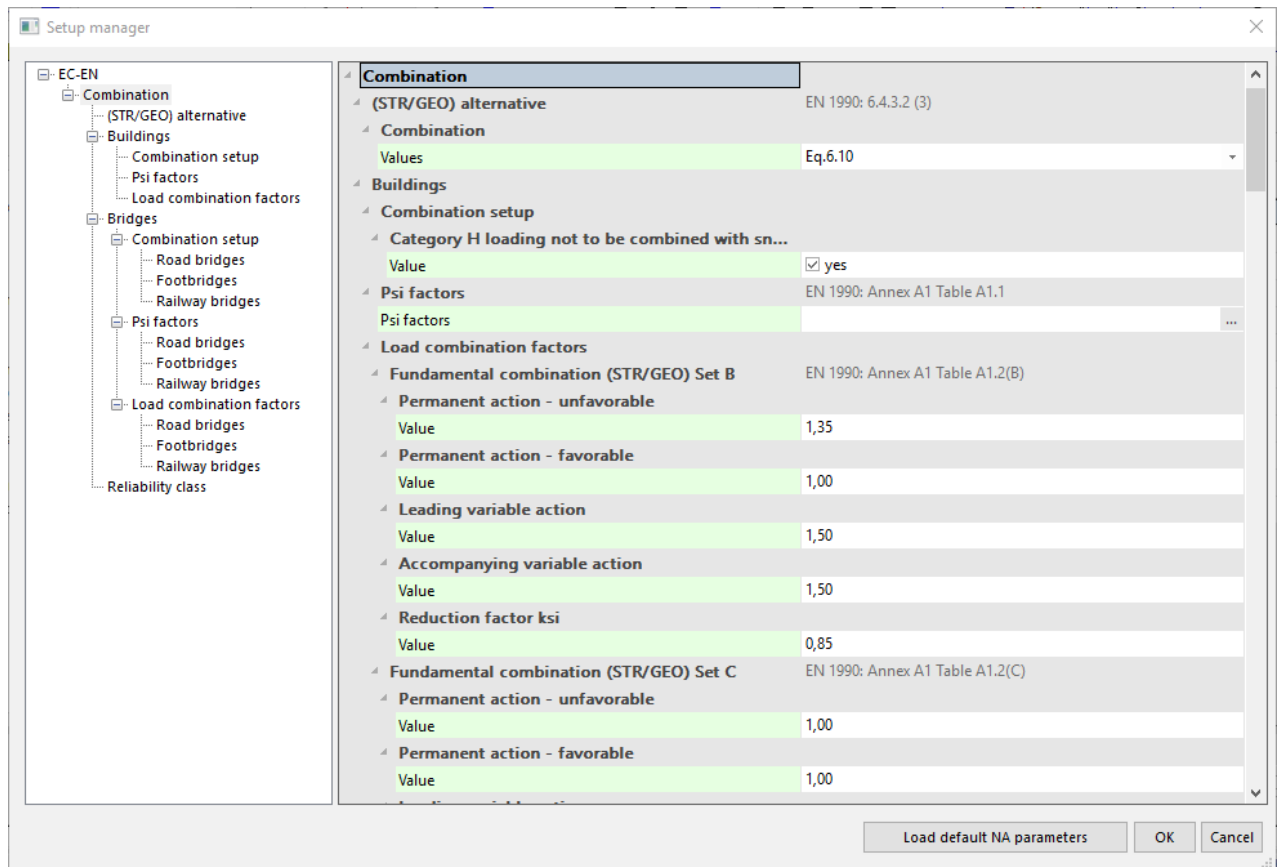 Setup manager
EC-EN
Combination
(STR/GEO) alternative
Buildings
Combination setup
Psi factors
Load combination factors
Bridges
Combination setup
Road bridges
Footbridges
Railway bridges
Psi factors
Road bridges
Footbridges
Railway bridges
Load combination factors
Road bridges
Footbridges
Railway bridges
Reliability class
Combination
(STR/GEO) alternative EN 1990: 6.4.3.2 (3)
Combination
Values Eq.6.10
Buildings
Combination setup
Category H loading not to be combined with sn...
Value yes
Psi factors EN 1990: Annex A1 Table A1.1
Psi factors ...
Load combination factors
Fundamental combination (STR/GEO) Set B EN 1990: Annex A1 Table A1.2(B)
Permanent action - unfavorable
Value 1,35
Permanent action - favorable
Value 1,00
Leading variable action
Value 1,50
Accompanying variable action
Value 1,50
Reduction factor ksi
Value 0,85
Fundamental combination (STR/GEO) Set C EN 1990: Annex A1 Table A1.2(C)
Permanent action - unfavorable
Value 1,00
Permanent action - favorable
Value 1,00
Load default NA parameters OK Cancel